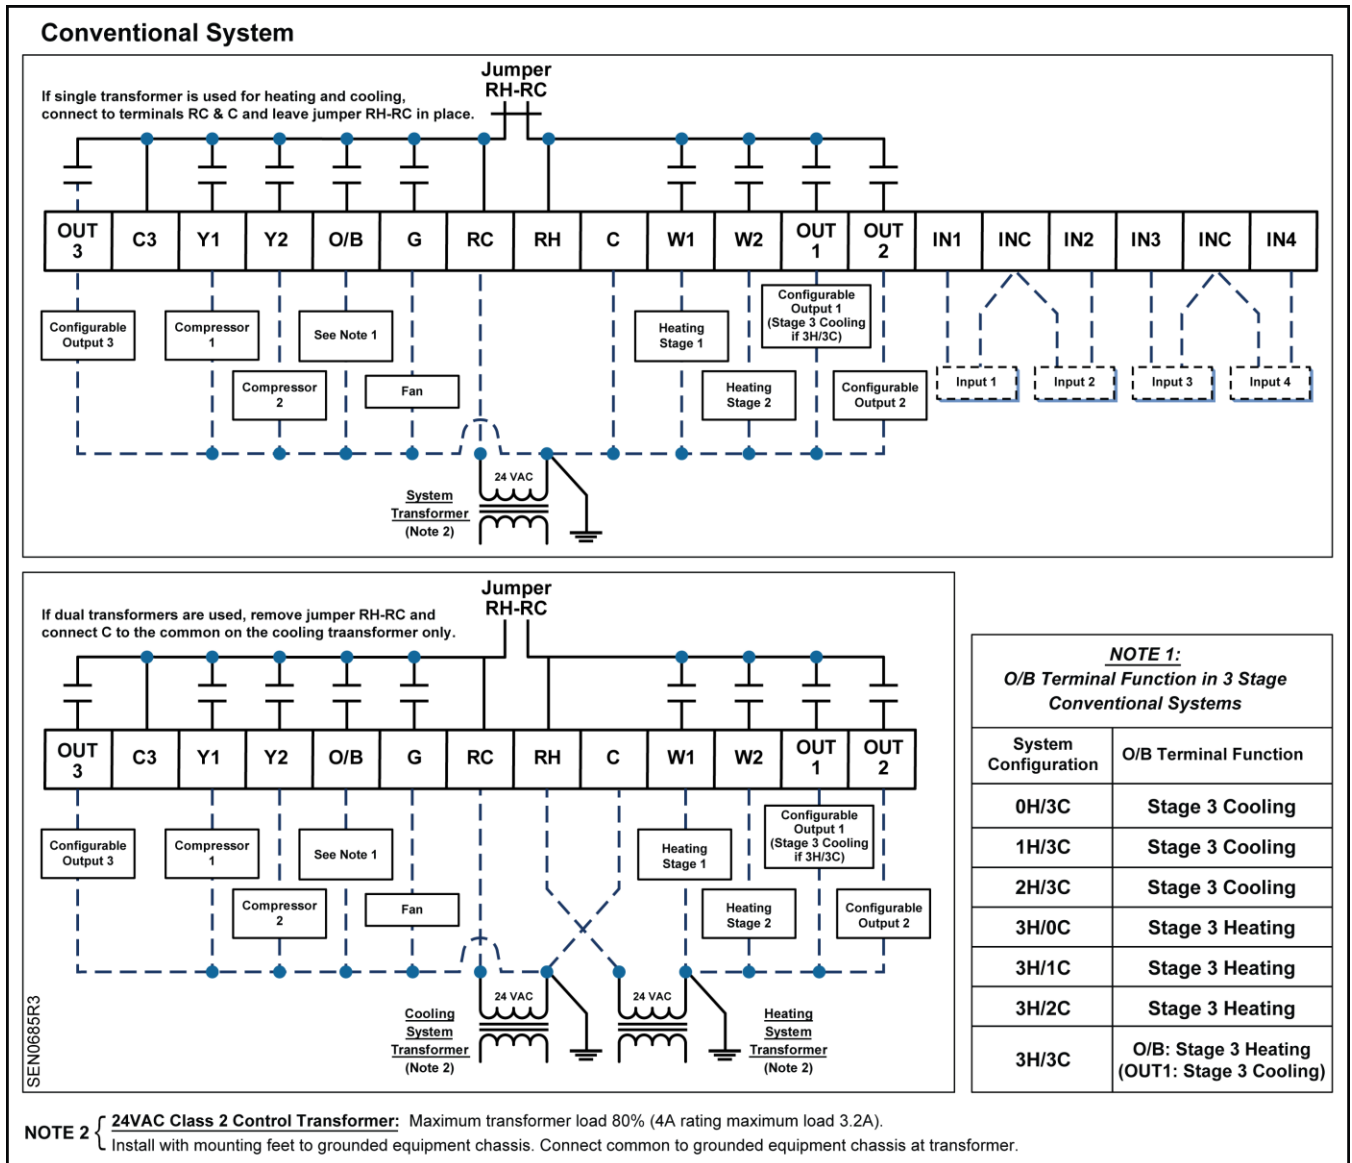 Conventional System
If single transformer is used for heating and cooling,
connect to terminals RC & C and leave jumper RH-RC in place.
Jumper
RH-RC
OUT
3
C3
Y1
Y2
O/B
G
RC
RH
C
W1
W2
OUT
1
OUT
2
IN1
INC
IN2
IN3
INC
IN4
Configurable
Output 3
Compressor
1
Compressor
2
See Note 1
Fan
Heating
Stage 1
Heating
Stage 2
Configurable
Output 1
(Stage 3 Cooling
if 3H/3C)
Configurable
Output 2
Input 1
Input 2
Input 3
Input 4
24 VAC
System
Transformer
(Note 2)
If dual transformers are used, remove jumper RH-RC and
connect C to the common on the cooling traansformer only.
Jumper
RH-RC
OUT
3
C3
Y1
Y2
O/B
G
RC
RH
C
W1
W2
OUT
1
OUT
2
Configurable
Output 3
Compressor
1
Compressor
2
See Note 1
Fan
Heating
Stage 1
Heating
Stage 2
Configurable
Output 1
(Stage 3 Cooling
if 3H/3C)
Configurable
Output 2
24 VAC
24 VAC
Cooling
System
Transformer
(Note 2)
Heating
System
Transformer
(Note 2)
SEN0685R3
NOTE 1:
O/B Terminal Function in 3 Stage
Conventional Systems
System
Configuration
O/B Terminal Function
0H/3C Stage 3 Cooling
1H/3C Stage 3 Cooling
2H/3C Stage 3 Cooling
3H/0C Stage 3 Heating
3H/1C Stage 3 Heating
3H/2C Stage 3 Heating
3H/3C O/B: Stage 3 Heating
(OUT1: Stage 3 Cooling)
NOTE 2 { 24VAC Class 2 Control Transformer: Maximum transformer load 80% (4A rating maximum load 3.2A).
Install with mounting feet to grounded equipment chassis. Connect common to grounded equipment chassis at transformer.